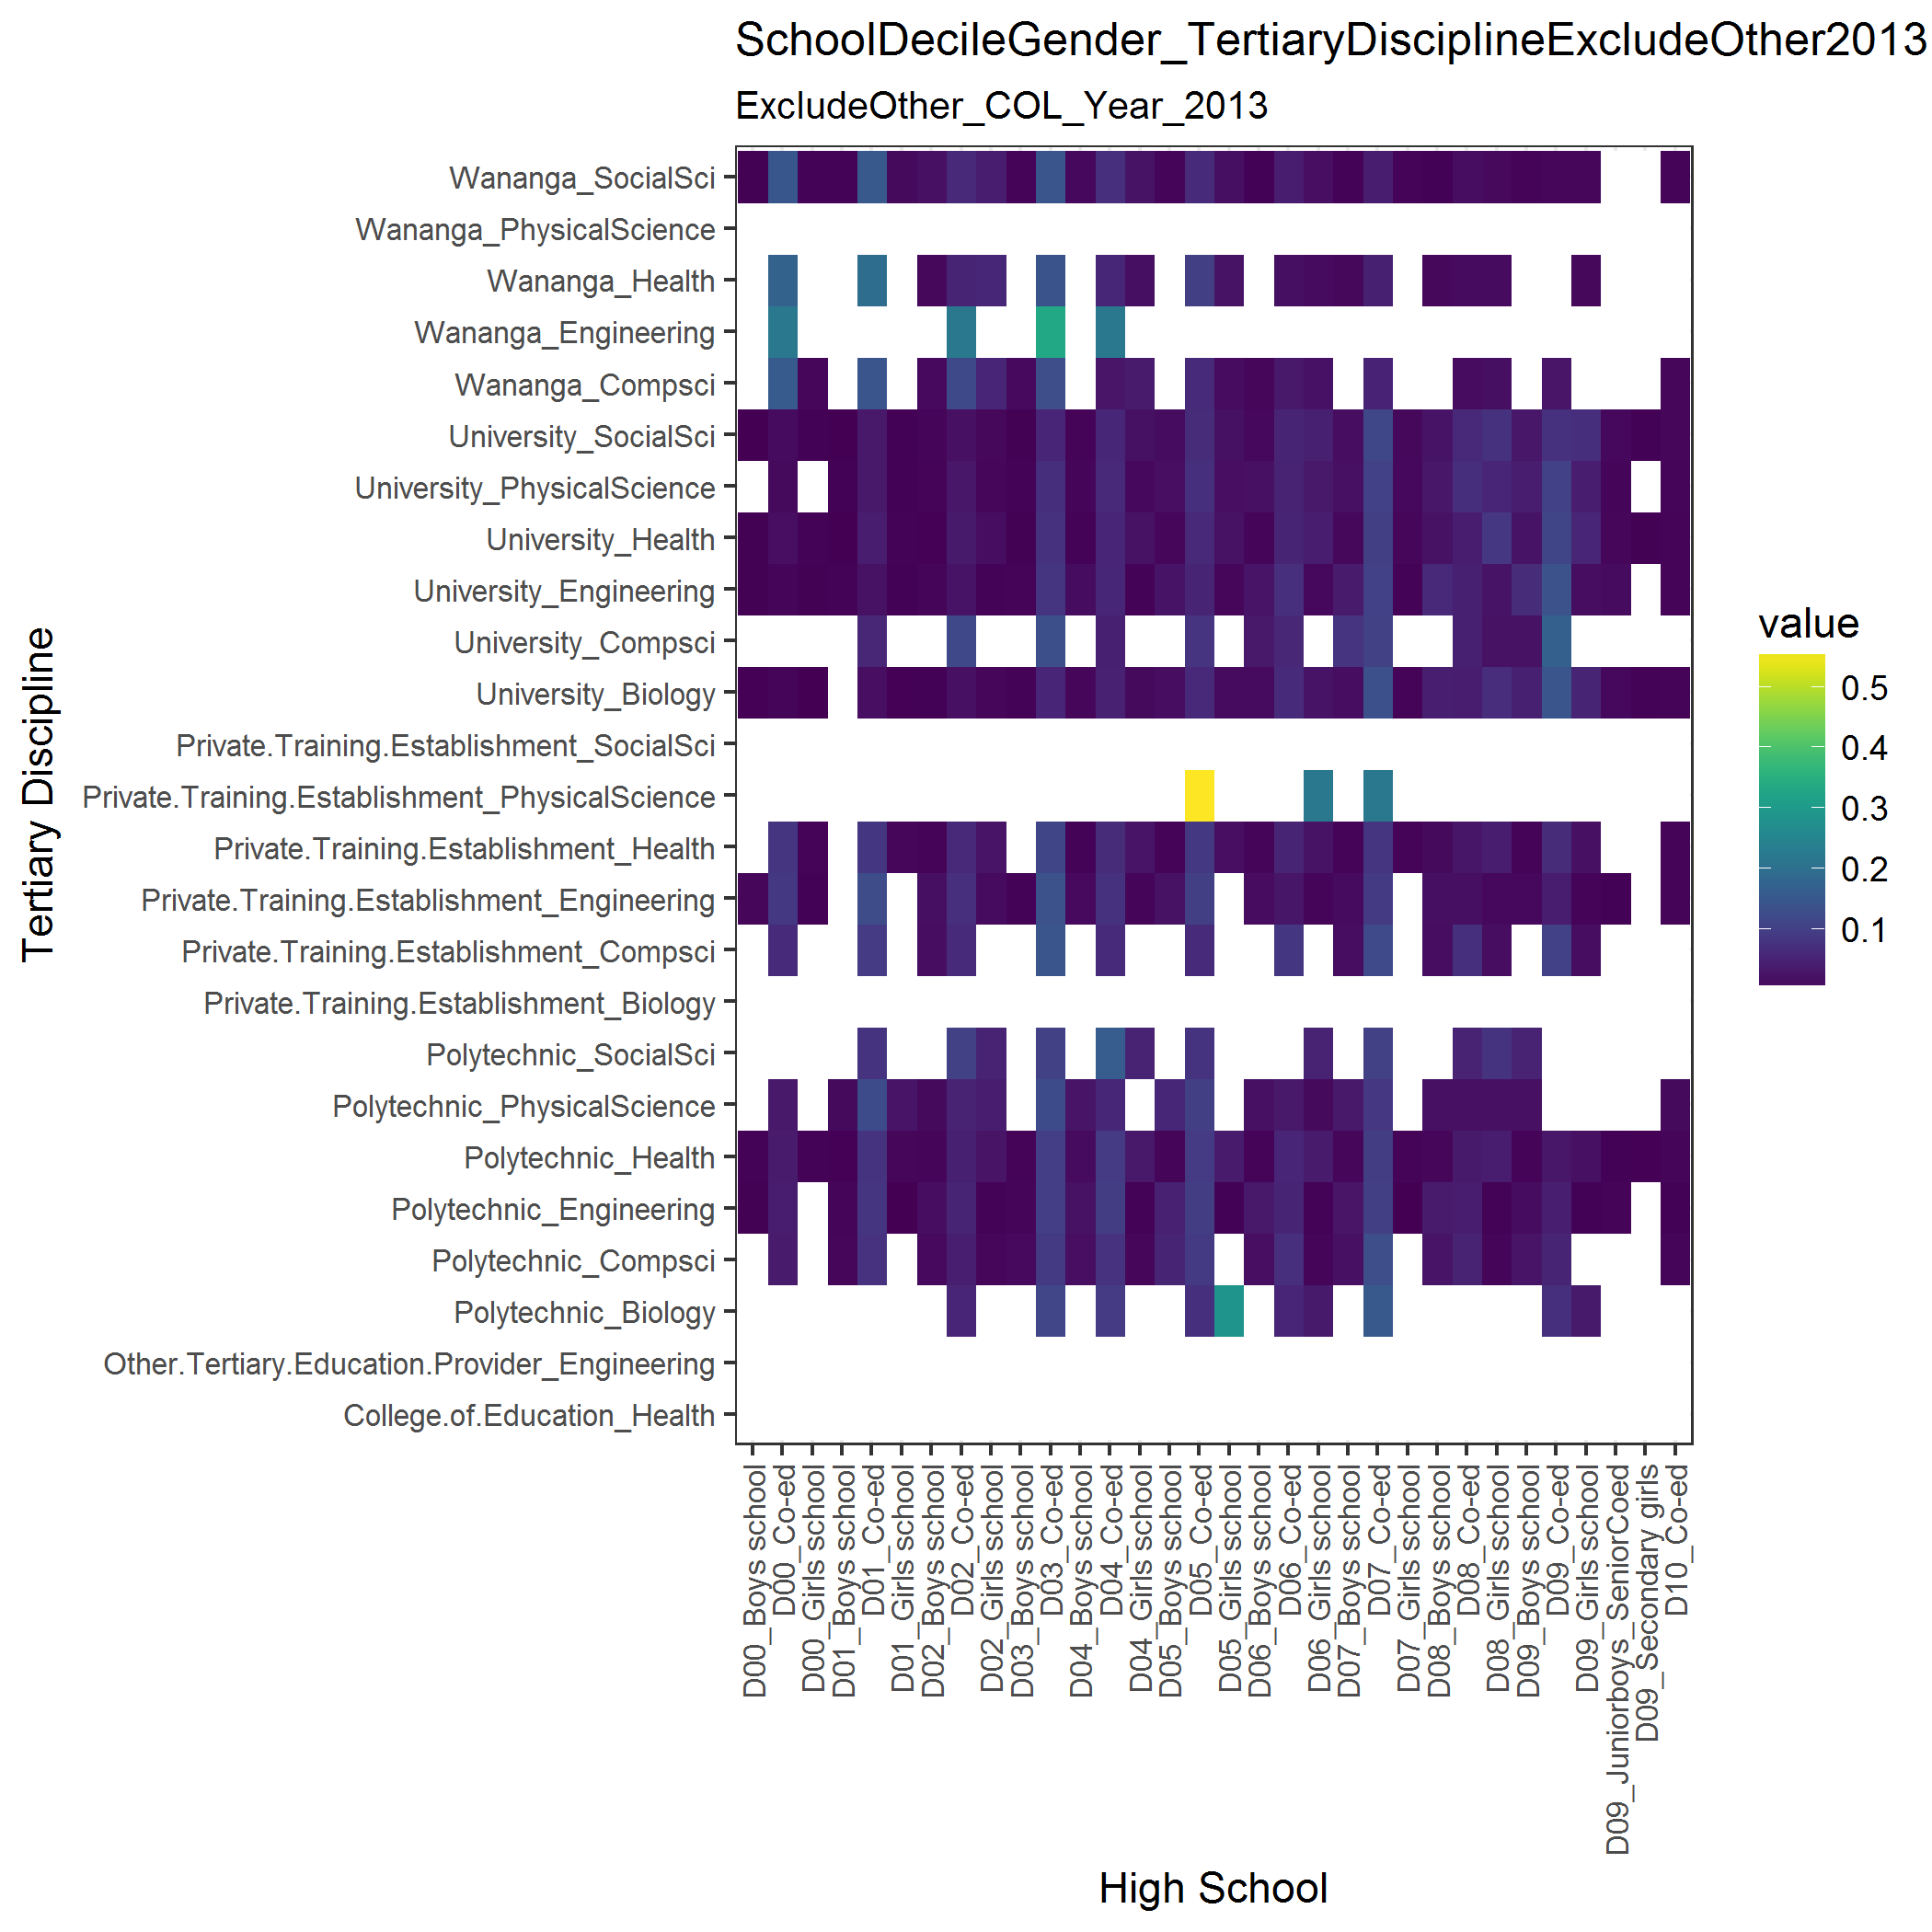 SchoolDecileGender_TertiaryDisciplineExcludeOther2013
ExcludeOther_COL_Year_2013
Tertiary Discipline
Wananga_SocialSci
Wananga_PhysicalScience
Wananga_Health
Wananga_Engineering
Wananga_Compsci
University_SocialSci
University_PhysicalScience
University_Health
University_Engineering
University_Compsci
University_Biology
Private.Training.Establishment_SocialSci
Private.Training.Establishment_PhysicalScience
Private.Training.Establishment_Health
Private.Training.Establishment_Engineering
Private.Training.Establishment_Compsci
Private.Training.Establishment_Biology
Polytechnic_SocialSci
Polytechnic_PhysicalScience
Polytechnic_Health
Polytechnic_Engineering
Polytechnic_Compsci
Polytechnic_Biology
Other.Tertiary.Education.Provider_Engineering
College.of.Education_Health
value
0.5
0.4
0.3
0.2
0.1
D00_Boys school
D00_Co-ed
D00_Girls school
D01_Boys school
D01_Co-ed
D01_Girls school
D02_Boys school
D02_Co-ed
D02_Girls school
D03_Boys school
D03_Co-ed
D04_Boys school
D04_Co-ed
D04_Girls school
D05_Boys school
D05_Co-ed
D05_Girls school
D06_Boys school
D06_Co-ed
D06_Girls school
D07_Boys school
D07_Co-ed
D07_Girls school
D08_Boys school
D08_Co-ed
D08_Girls school
D09_Boys school
D09_Co-ed
D09_Girls school
D09_Juniorboys_SeniorCoed
D09_Secondary girls
D10_Co-ed
High School